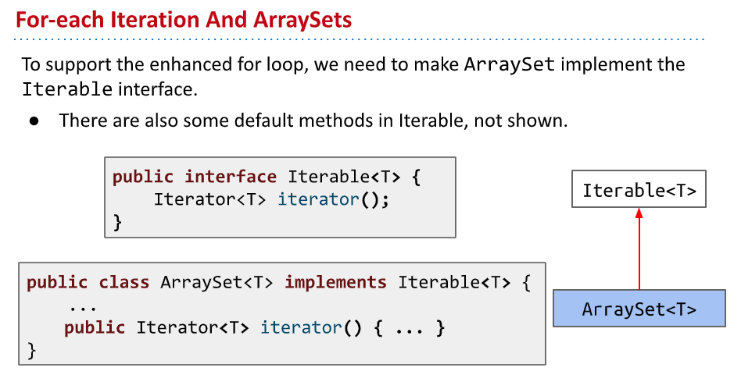 For-each Iteration And ArraySets
To support the enhanced for loop, we need to make ArraySet implement the
Iterable interface.
● There are also some default methods in Iterable, not shown.
public interface Iterable<T> {
    Iterator<T> iterator();
}
Iterable<T>
public class ArraySet<T> implements Iterable<T> {
    ...
    public Iterator<T> iterator() { ... }
}
ArraySet<T>